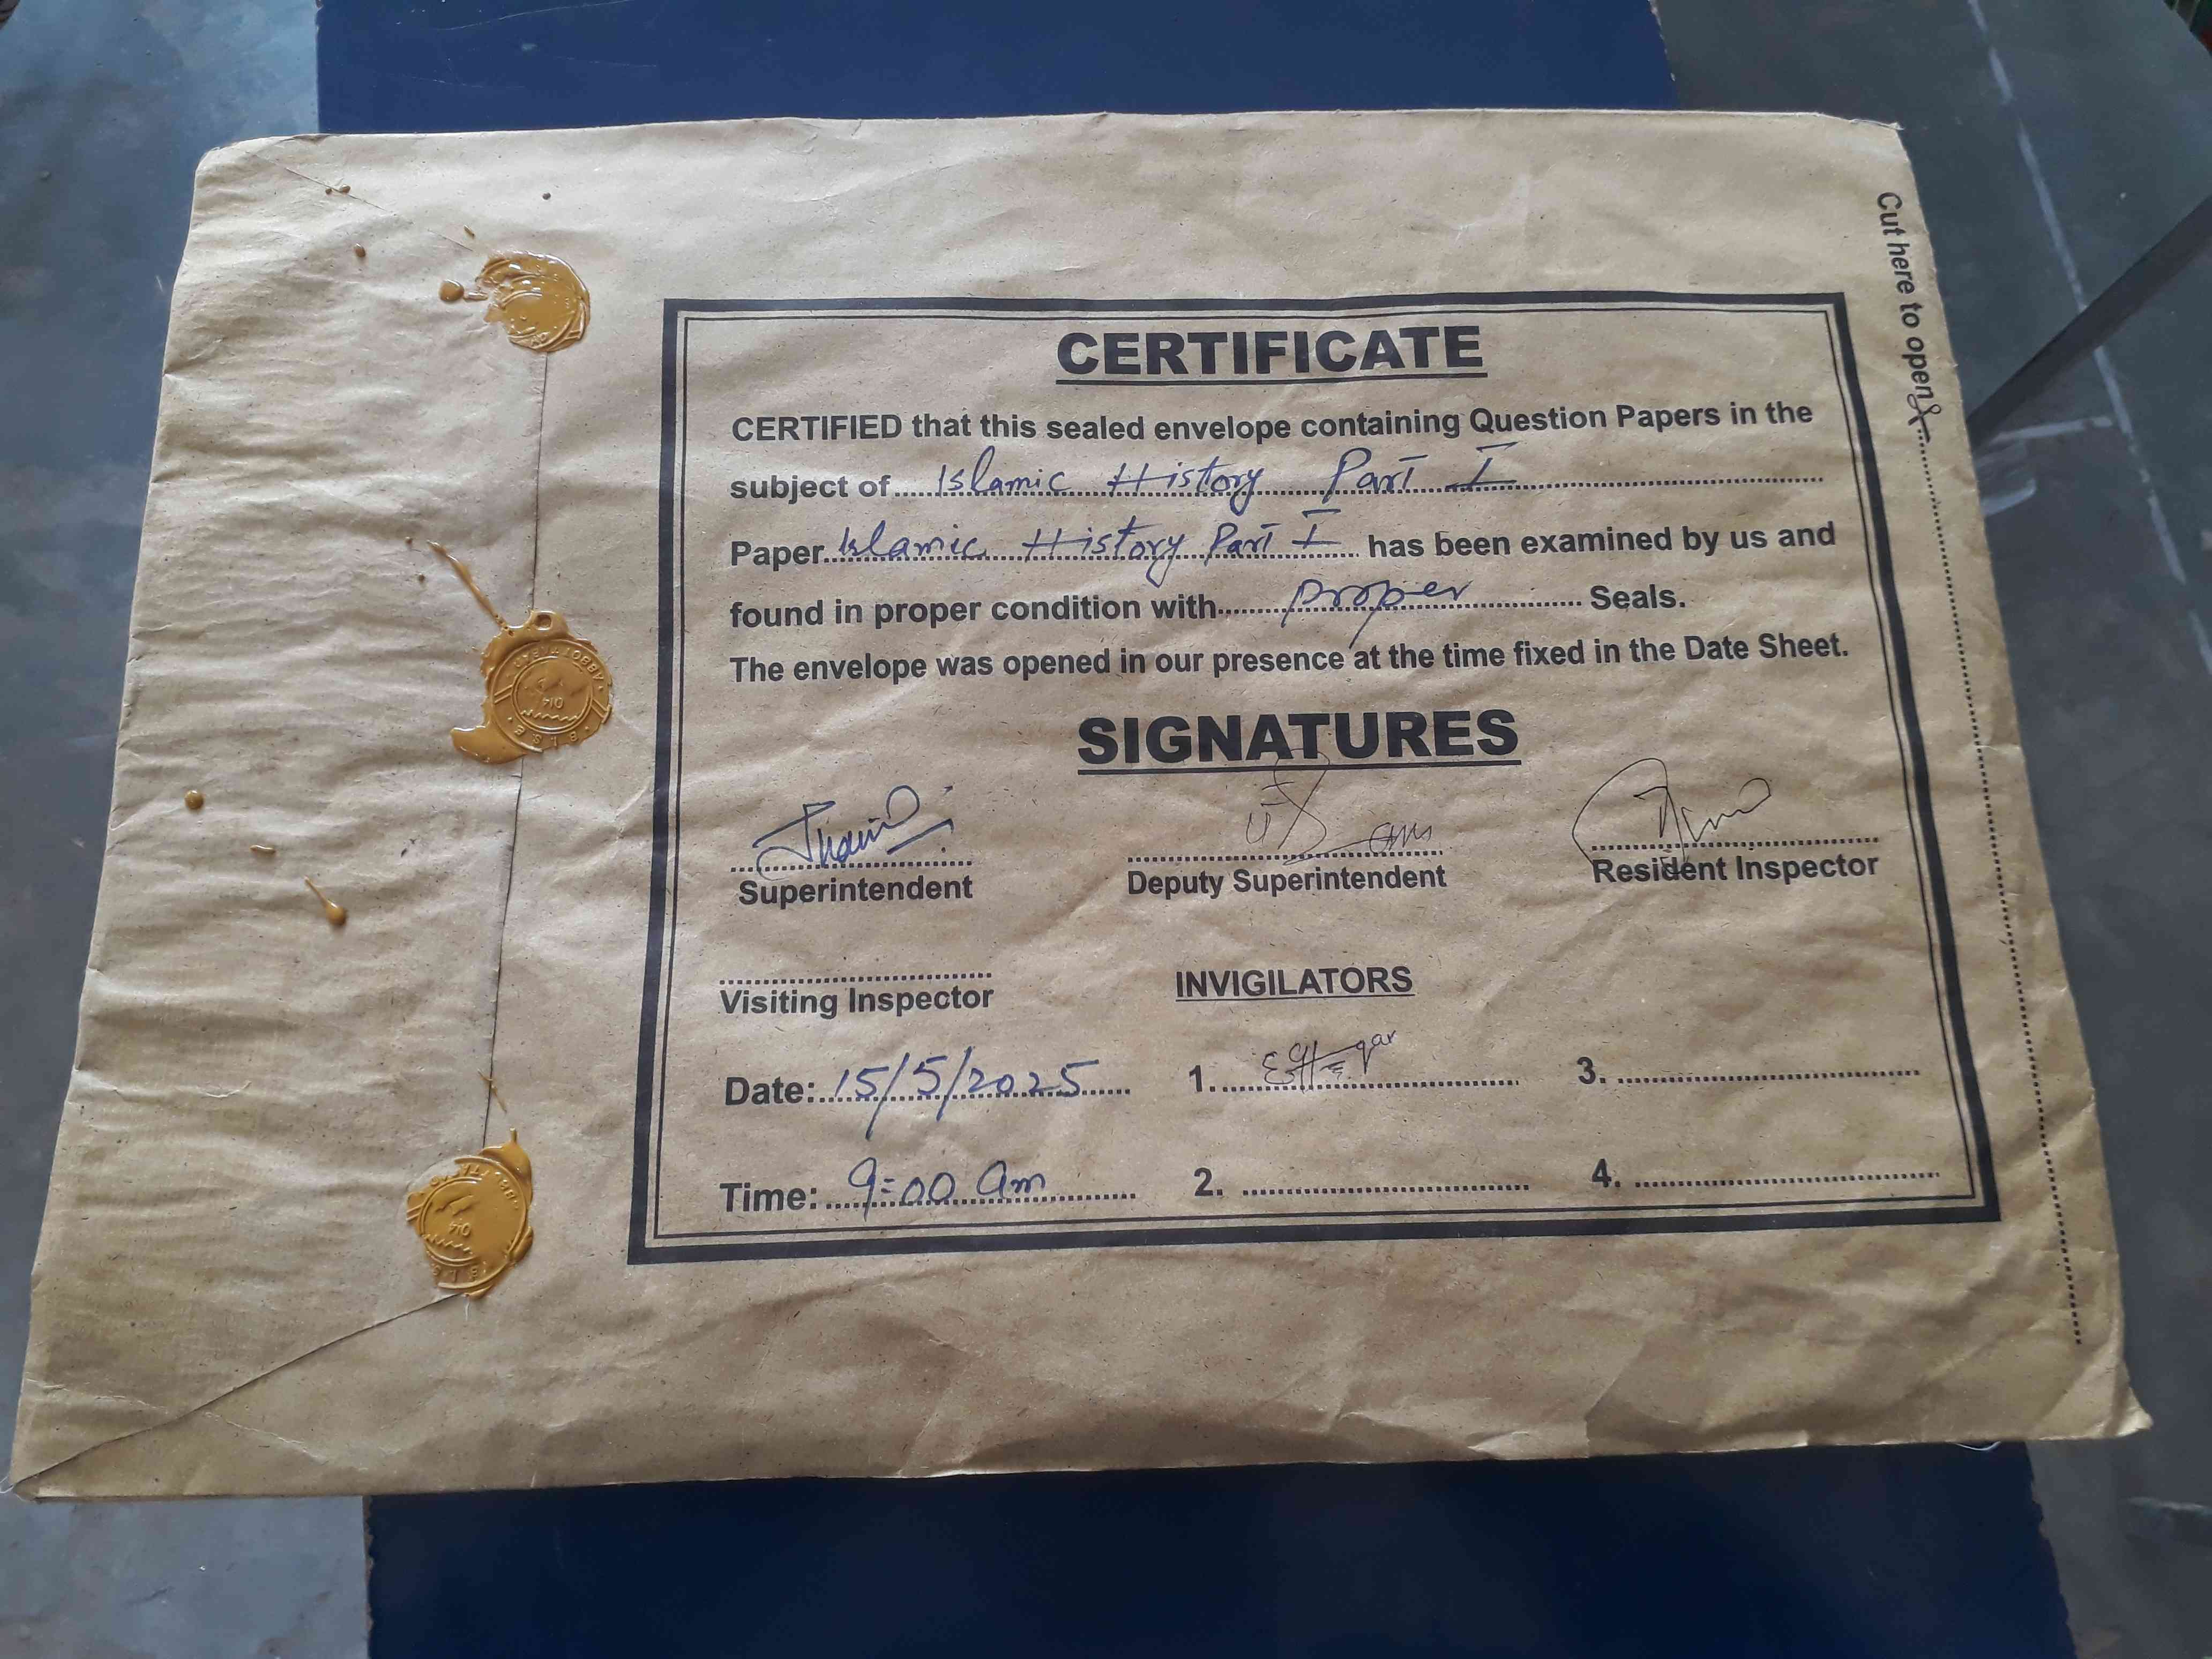 Cut here to open
CERTIFICATE
CERTIFIED that this sealed envelope containing Question Papers in the
subject of Islamic History Part I
Paper Islamic History Part I has been examined by us and
found in proper condition with proper Seals.
The envelope was opened in our presence at the time fixed in the Date Sheet.
SIGNATURES
Superintendent Deputy Superintendent Resident Inspector
Visiting Inspector INVIGILATORS
Date: 15/5/2025 1. 3.
Time: 9:00 am 2. 4.
B.I.S.E ABBOTTABAD
014